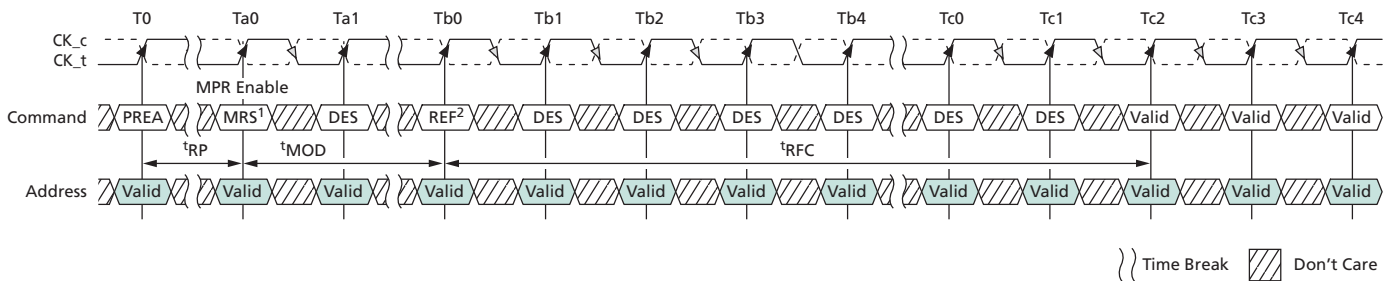 T0 Ta0 Ta1 Tb0 Tb1 Tb2 Tb3 Tb4 Tc0 Tc1 Tc2 Tc3 Tc4
CK_c
CK_t
MPR Enable
Command PREA MRS¹ DES REF² DES DES DES DES DES DES Valid Valid Valid
tRP tMOD tRFC
Address Valid Valid Valid Valid Valid Valid Valid Valid Valid Valid Valid Valid Valid
Time Break Don't Care